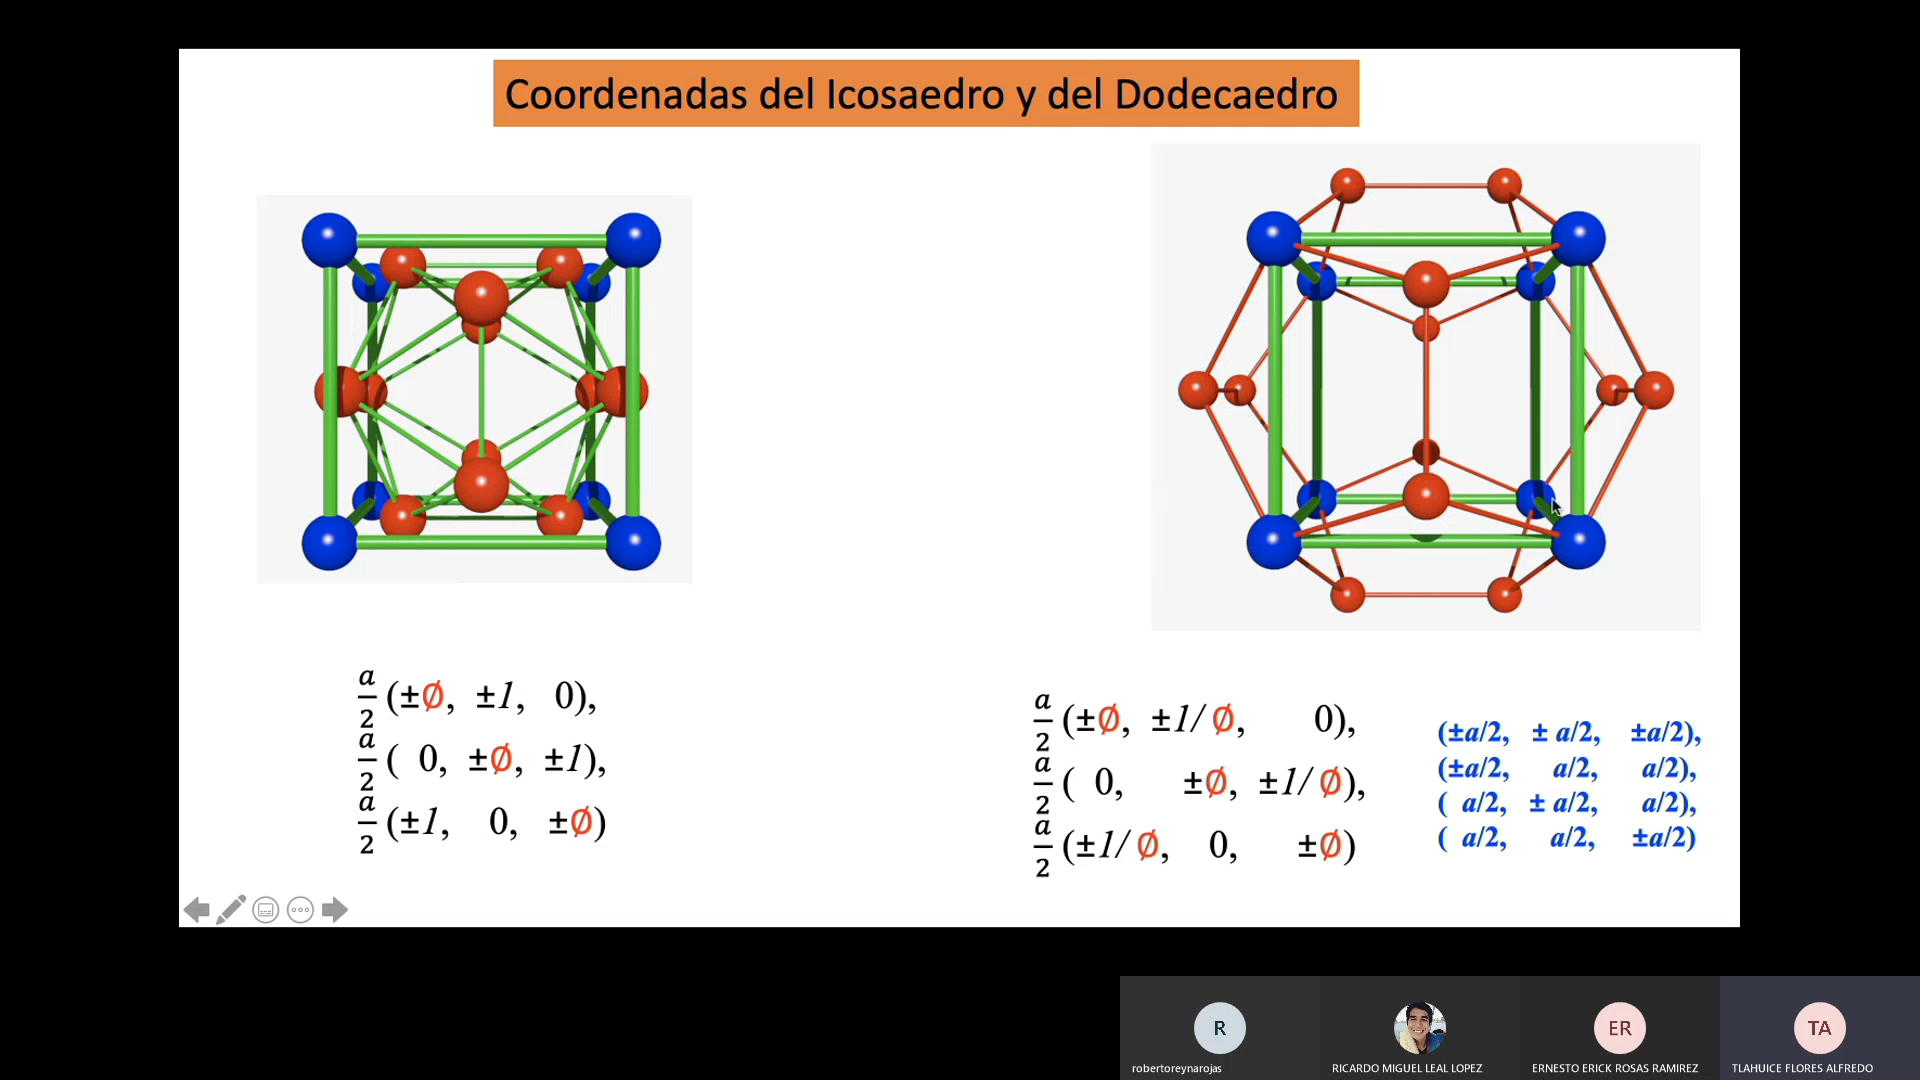 Coordenadas del Icosaedro y del Dodecaedro
a/2 (±∅, ±1, 0),
a/2 ( 0, ±∅, ±1),
a/2 (±1, 0, ±∅)
a/2 (±∅, ±1/ ∅, 0),
a/2 ( 0, ±∅, ±1/ ∅),
a/2 (±1/ ∅, 0, ±∅)
(±a/2, ± a/2, ±a/2),
(±a/2, a/2, a/2),
( a/2, ± a/2, a/2),
( a/2, a/2, ±a/2)
R
ER
TA
robertoreynarojas
RICARDO MIGUEL LEAL LOPEZ
ERNESTO ERICK ROSAS RAMIREZ
TLAHUICE FLORES ALFREDO